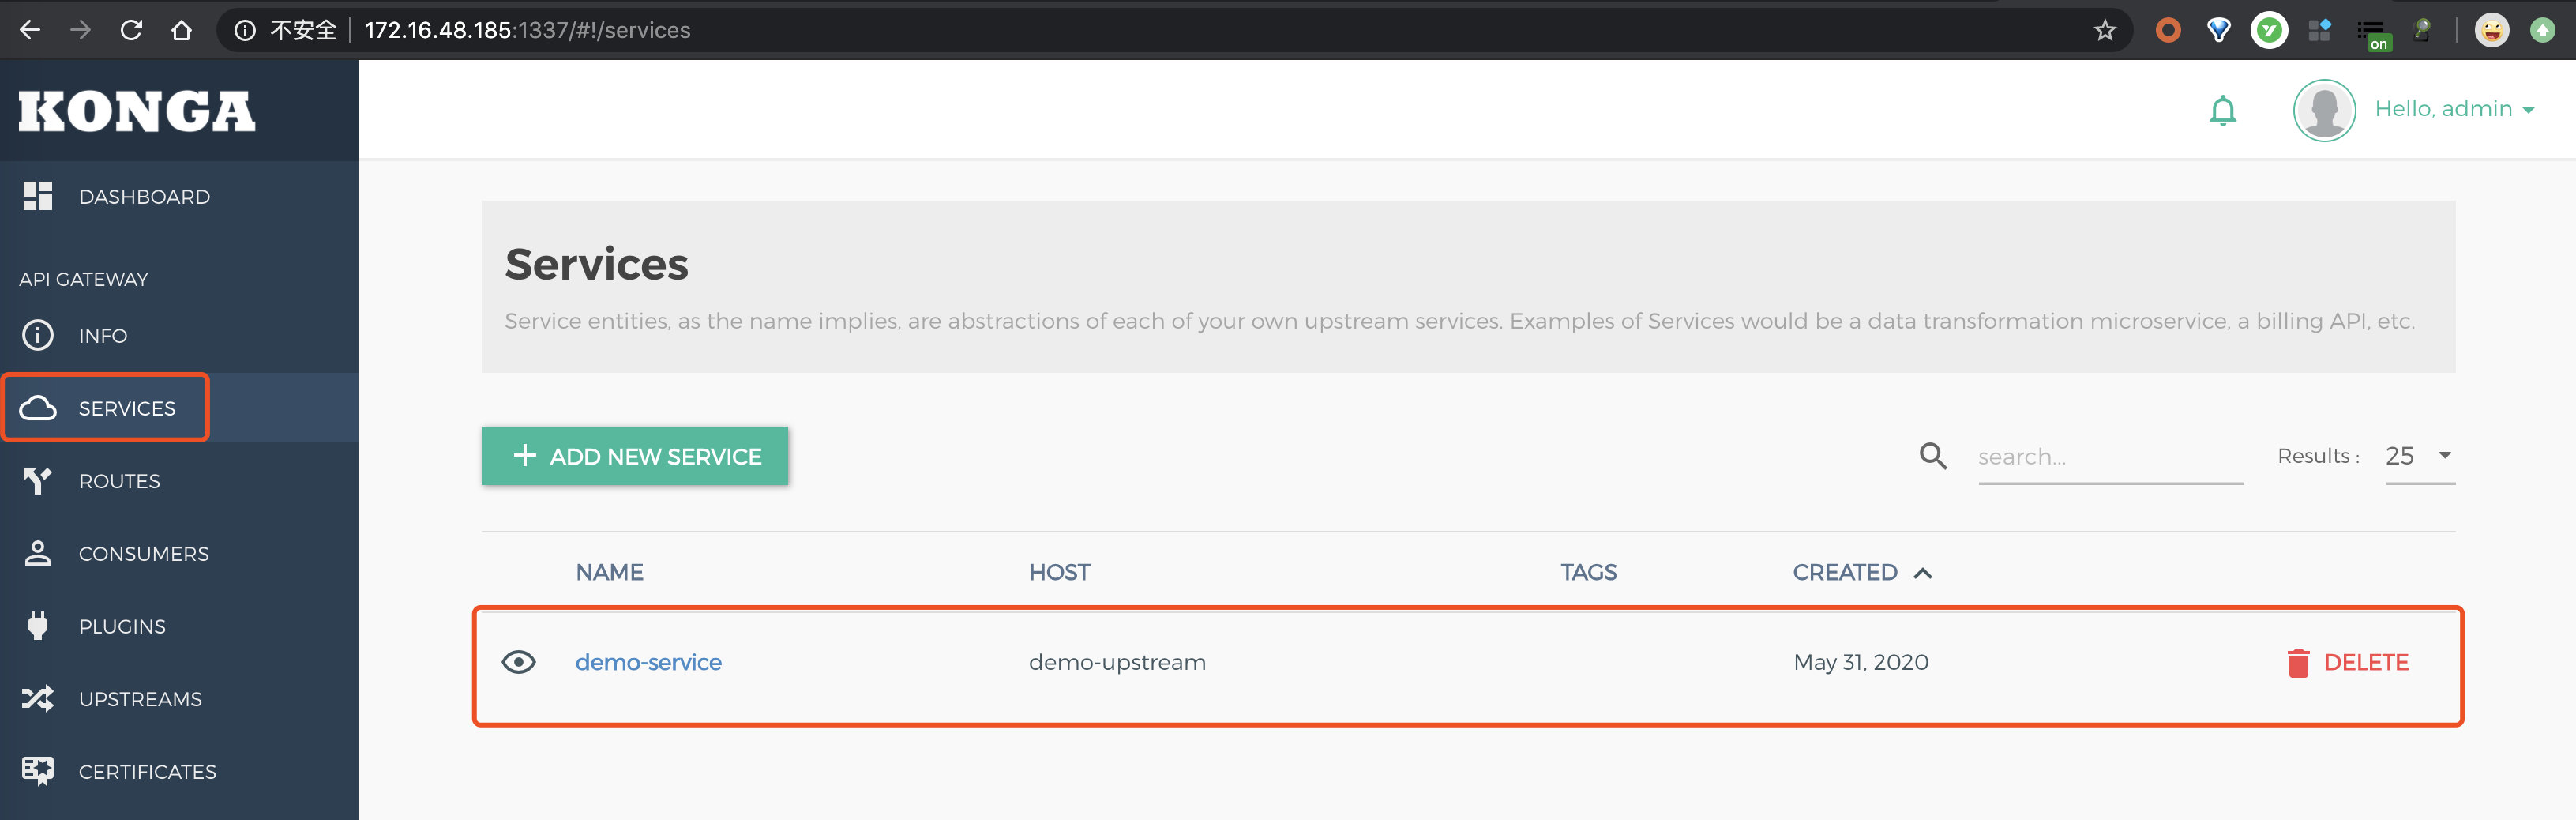 不安全 172.16.48.185:1337/#!/services
on
KONGA
Hello, admin
DASHBOARD
API GATEWAY
INFO
SERVICES
ROUTES
CONSUMERS
PLUGINS
UPSTREAMS
CERTIFICATES
Services
Service entities, as the name implies, are abstractions of each of your own upstream services. Examples of Services would be a data transformation microservice, a billing API, etc.
ADD NEW SERVICE
search...
Results : 25
NAME HOST TAGS CREATED
demo-service demo-upstream May 31, 2020 DELETE